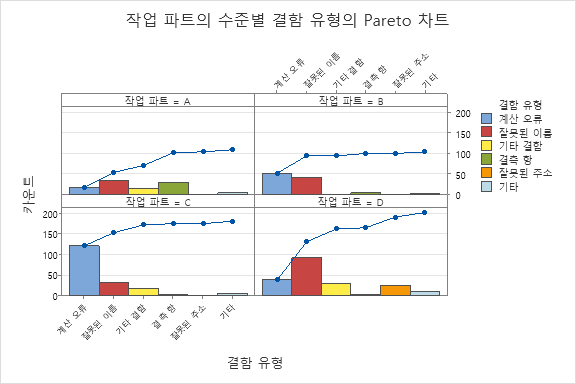 작업 파트의 수준별 결함 유형의 Pareto 차트
계산 오류
잘못된 이름
기타 결함
결측 항
잘못된 주소
기타
작업 파트 = A
작업 파트 = B
200
150
100
50
0
작업 파트 = C
작업 파트 = D
200
150
100
50
0
카운트
계산 오류
잘못된 이름
기타 결함
결측 항
잘못된 주소
기타
결함 유형
결함 유형
계산 오류
잘못된 이름
기타 결함
결측 항
잘못된 주소
기타